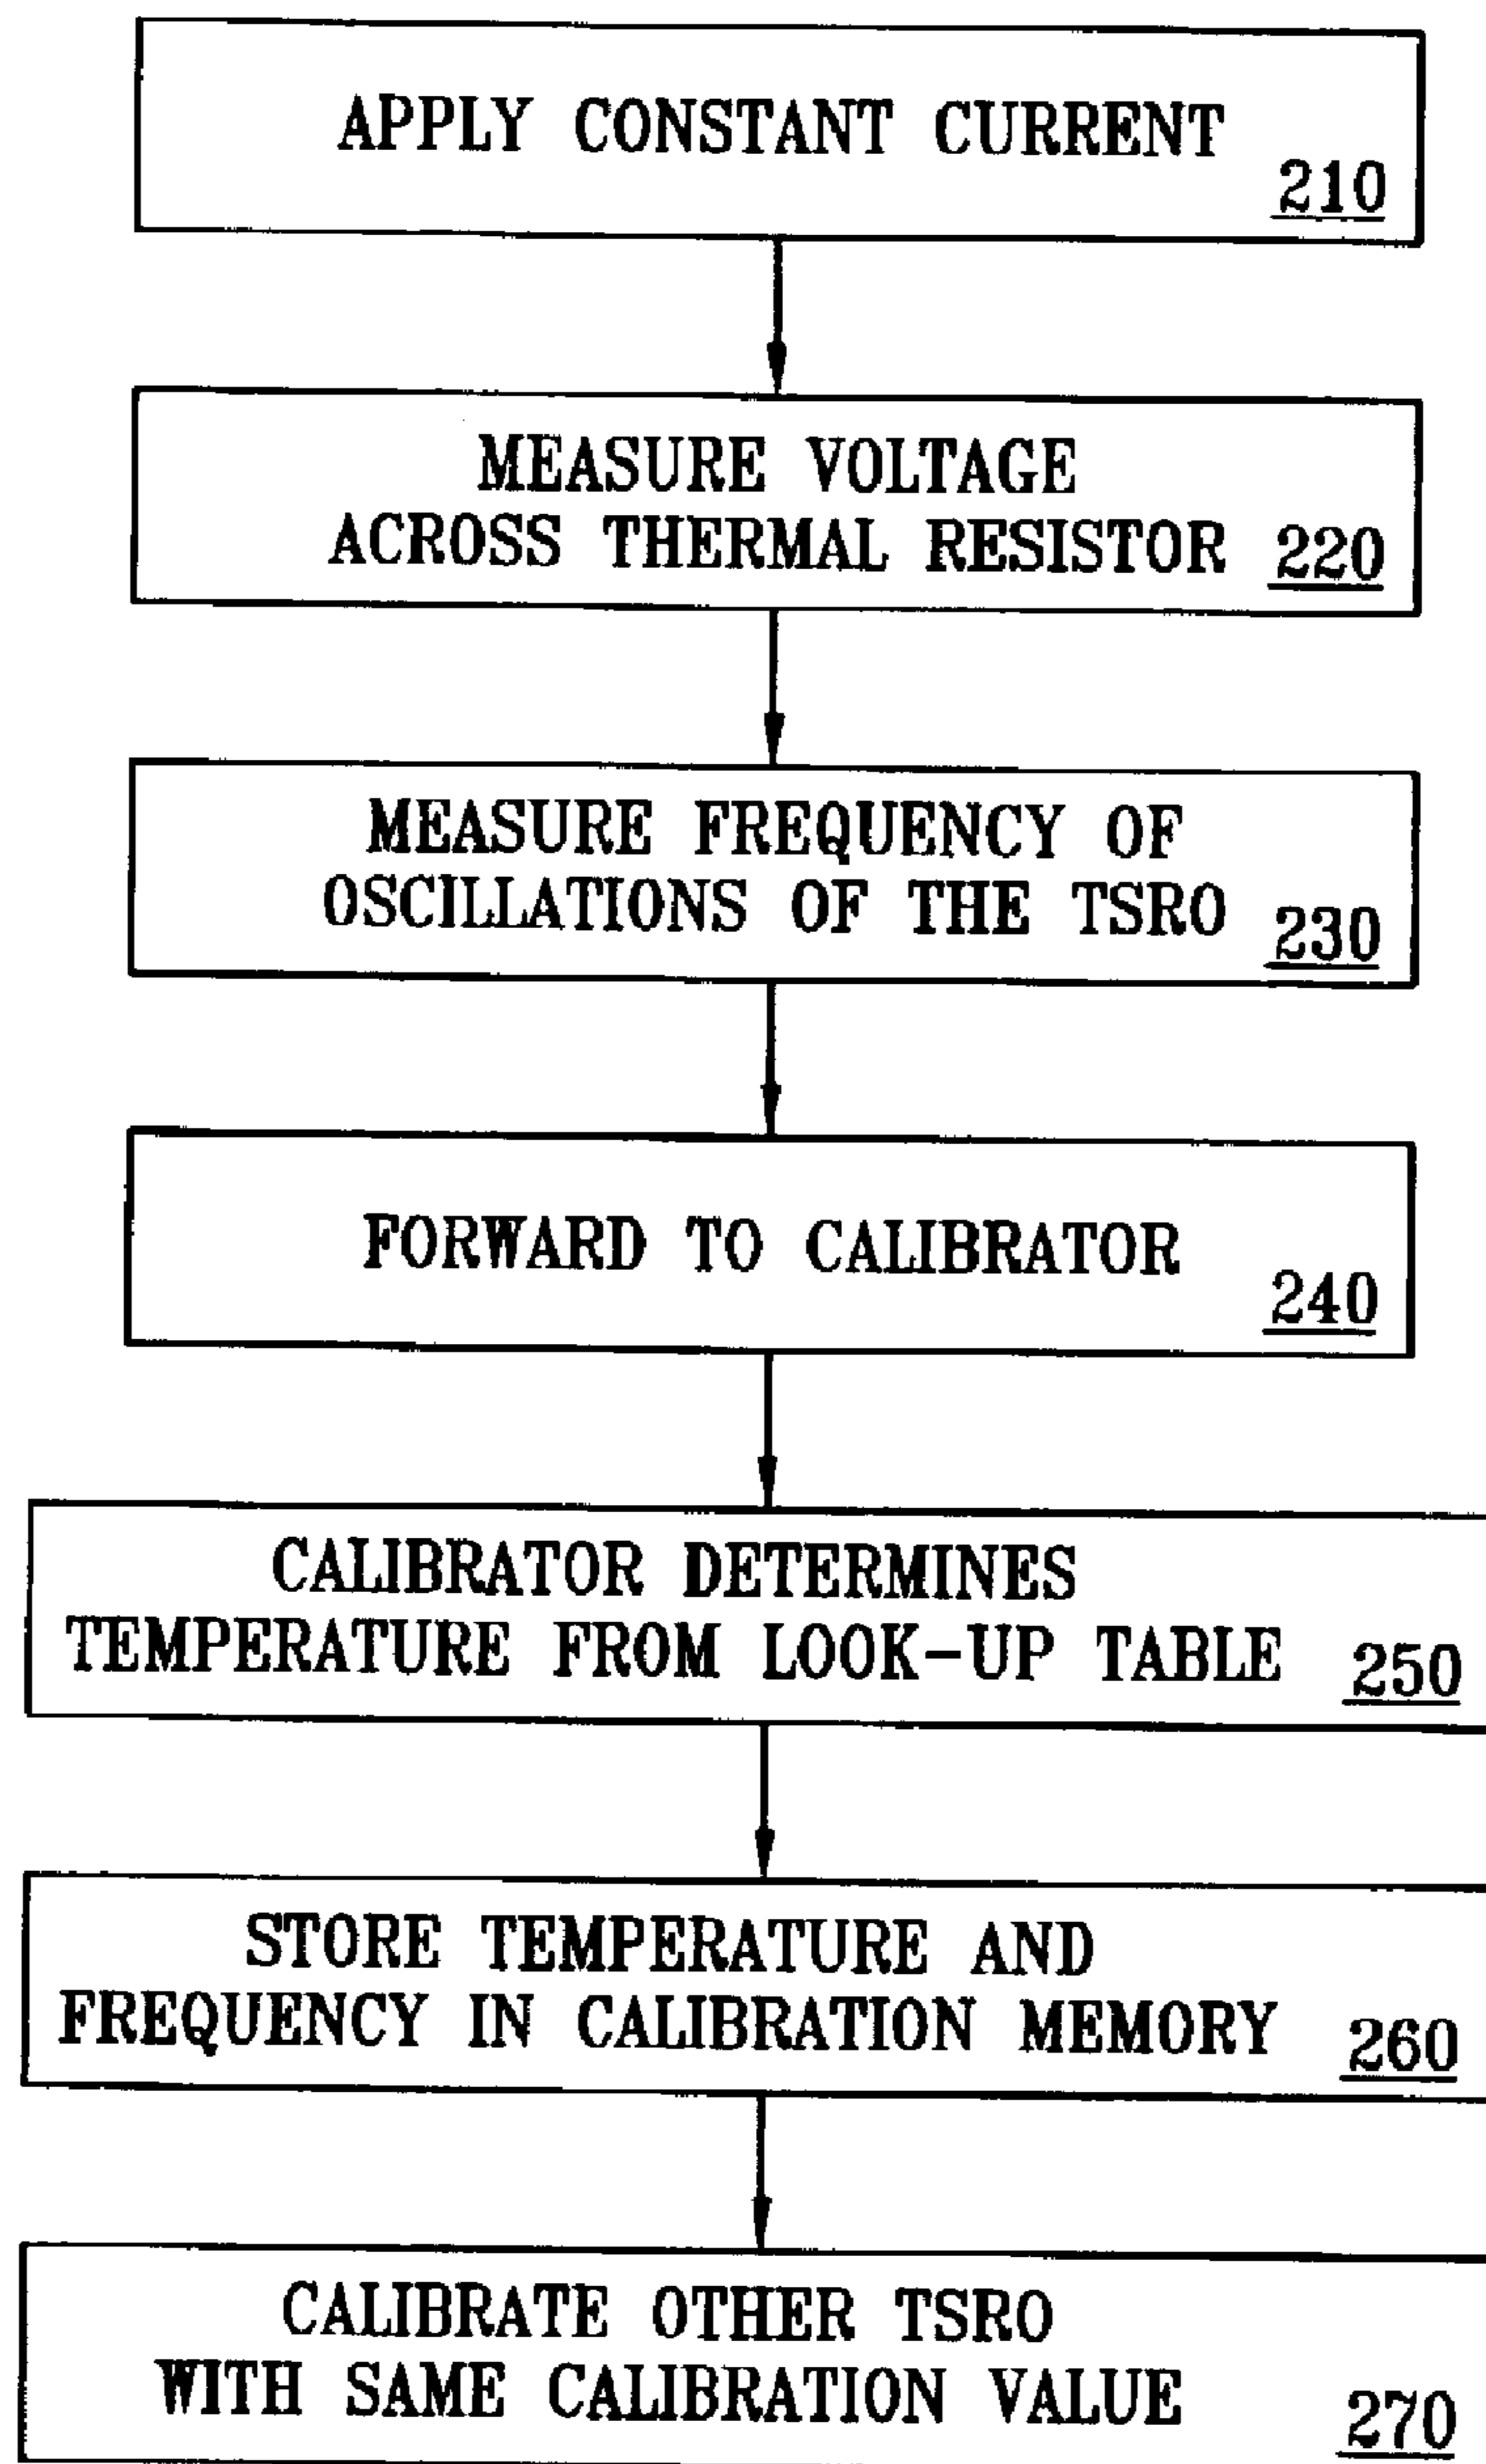 APPLY CONSTANT CURRENT
210
MEASURE VOLTAGE
ACROSS THERMAL RESISTOR 220
MEASURE FREQUENCY OF
OSCILLATIONS OF THE TSRO 230
FORWARD TO CALIBRATOR
240
CALIBRATOR DETERMINES
TEMPERATURE FROM LOOK-UP TABLE 250
STORE TEMPERATURE AND
FREQUENCY IN CALIBRATION MEMORY 260
CALIBRATE OTHER TSRO
WITH SAME CALIBRATION VALUE 270